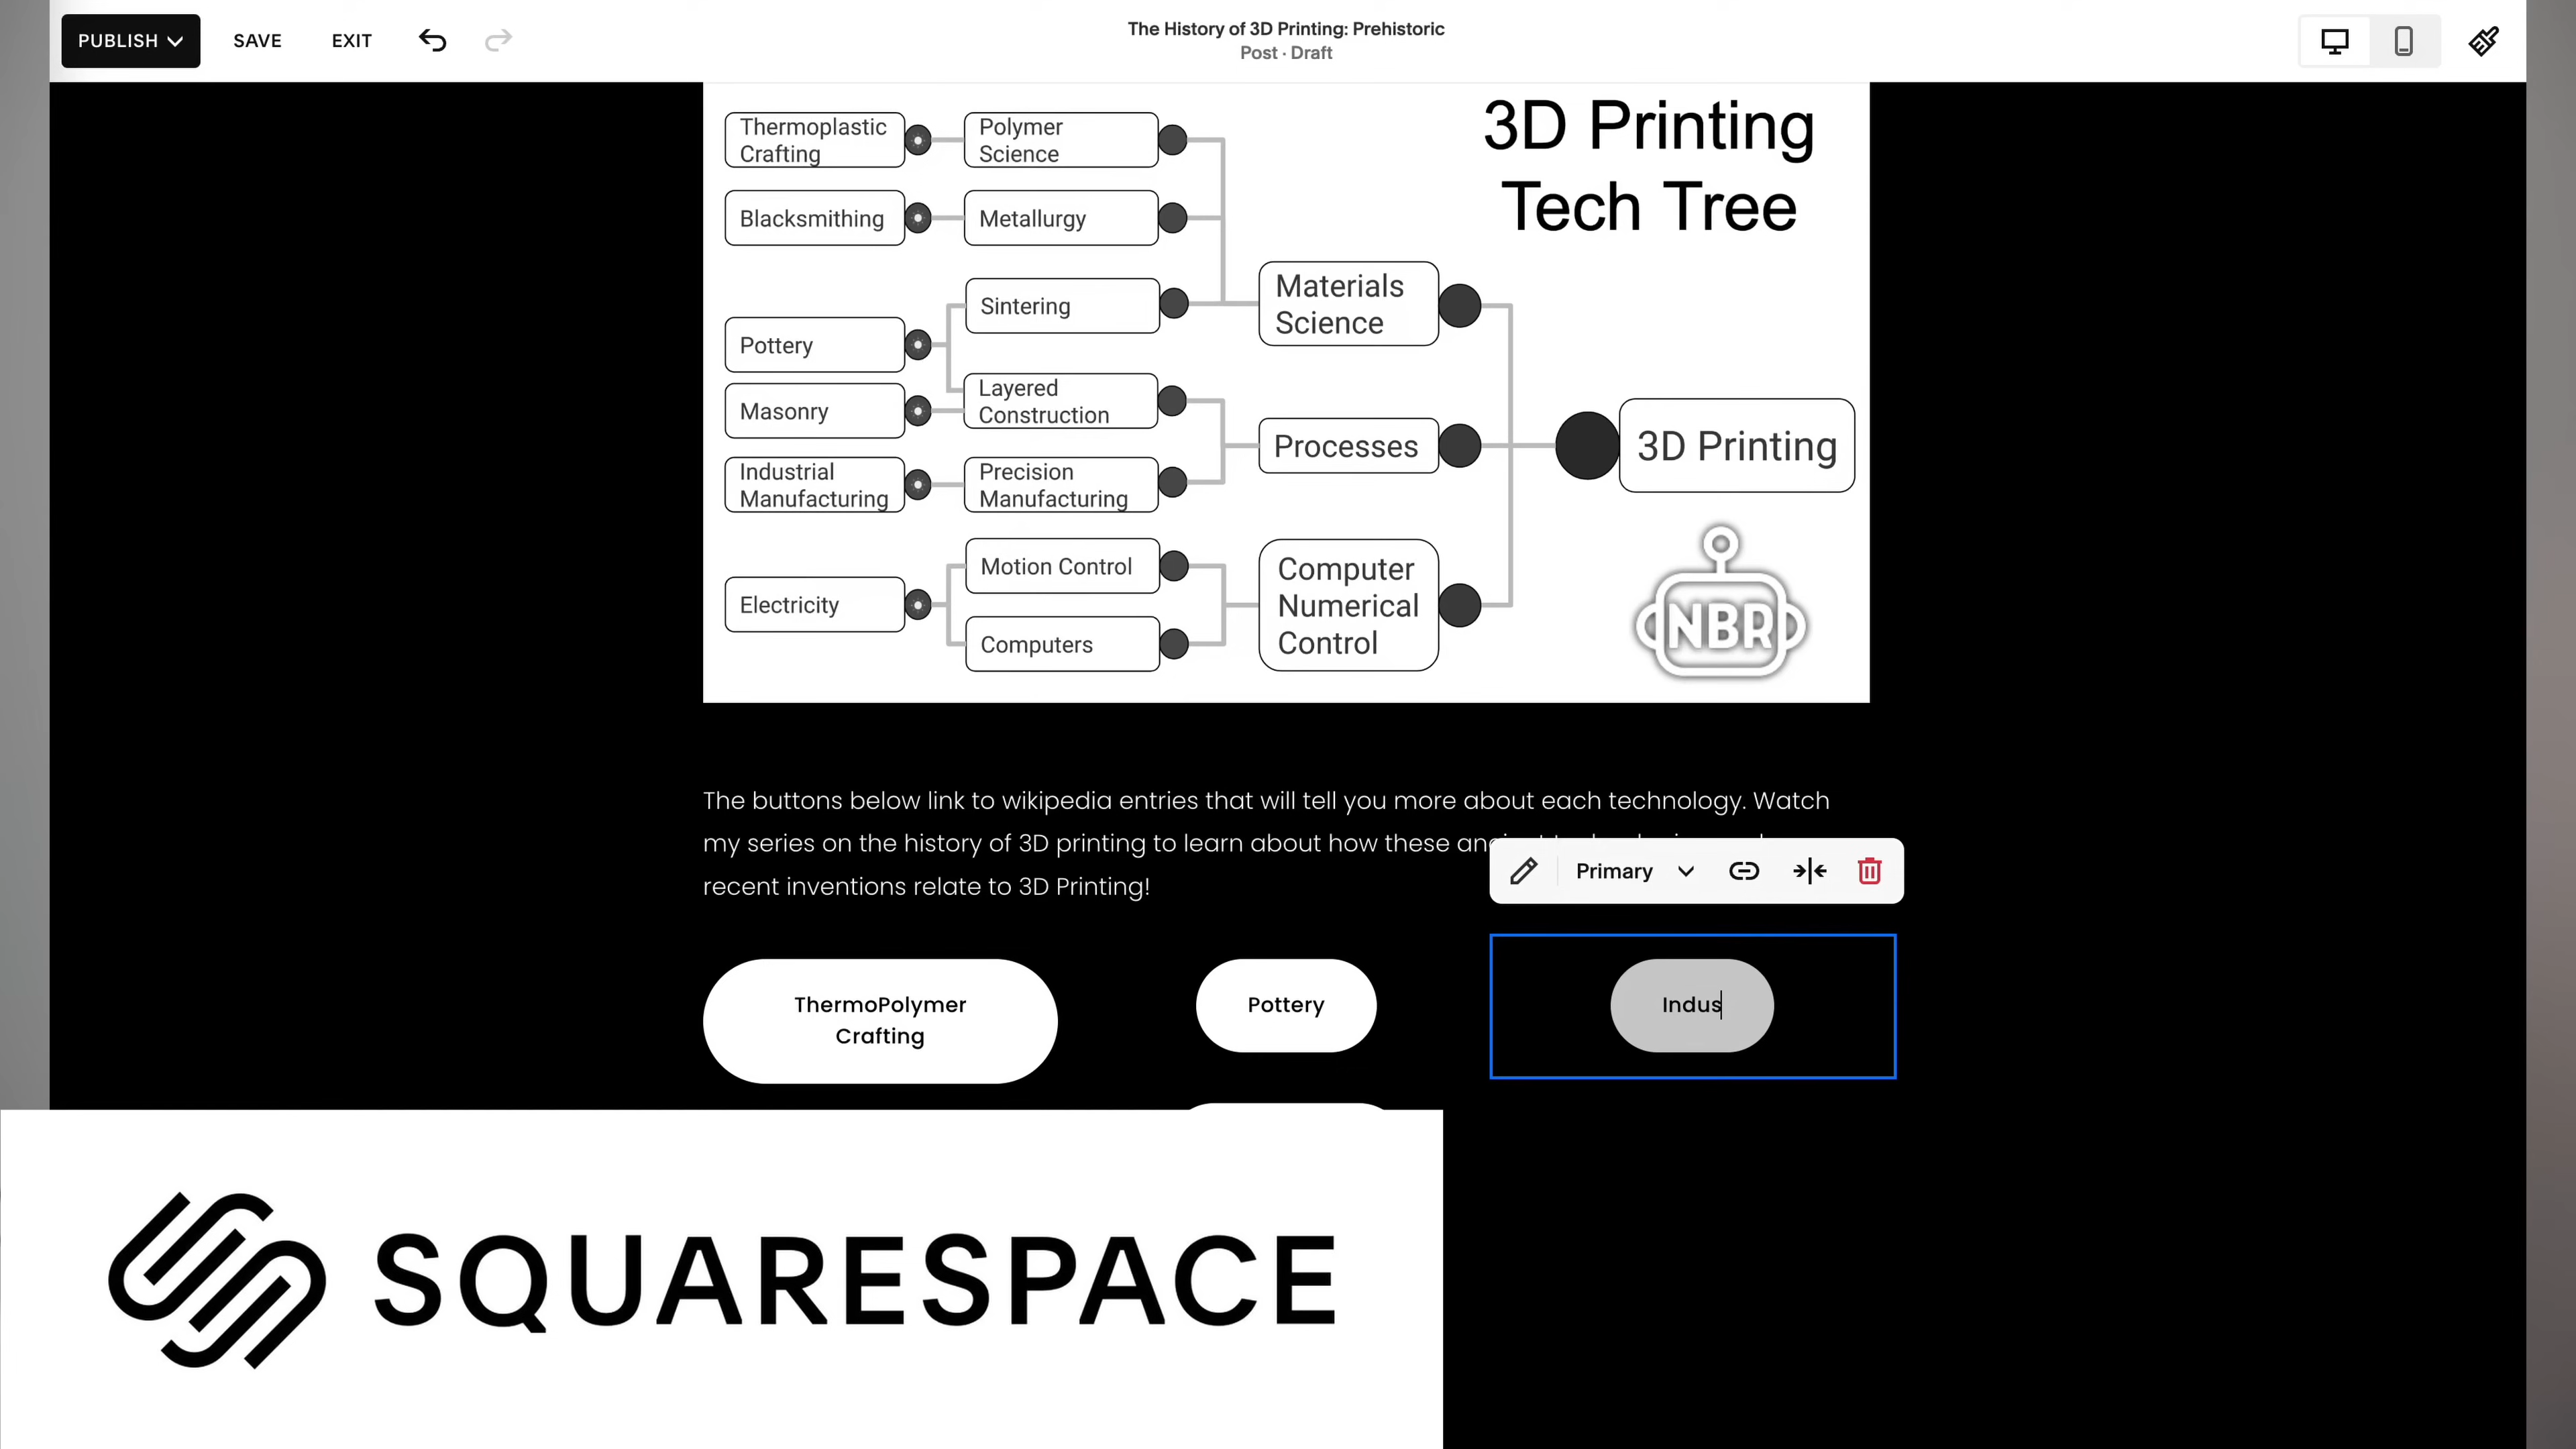 PUBLISH
SAVE
EXIT
The History of 3D Printing: Prehistoric
Post · Draft
3D Printing
Tech Tree
Thermoplastic
Crafting
Polymer
Science
Blacksmithing
Metallurgy
Sintering
Materials
Science
Pottery
Layered
Construction
Masonry
Processes
3D Printing
Industrial
Manufacturing
Precision
Manufacturing
Motion Control
Electricity
Computers
Computer
Numerical
Control
NBR
The buttons below link to wikipedia entries that will tell you more about each technology. Watch
my series on the history of 3D printing to learn about how these
recent inventions relate to 3D Printing!
Primary
ThermoPolymer
Crafting
Pottery
Indus
SQUARESPACE